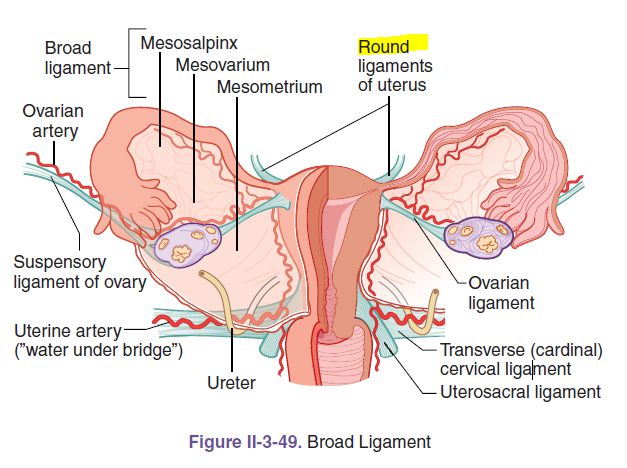 Broad
ligament
Mesosalpinx
Mesovarium
Mesometrium
Round
ligaments
of uterus
Ovarian
artery
Suspensory
ligament of ovary
Uterine artery
("water under bridge")
Ureter
Ovarian
ligament
Transverse (cardinal)
cervical ligament
Uterosacral ligament
Figure II-3-49. Broad Ligament